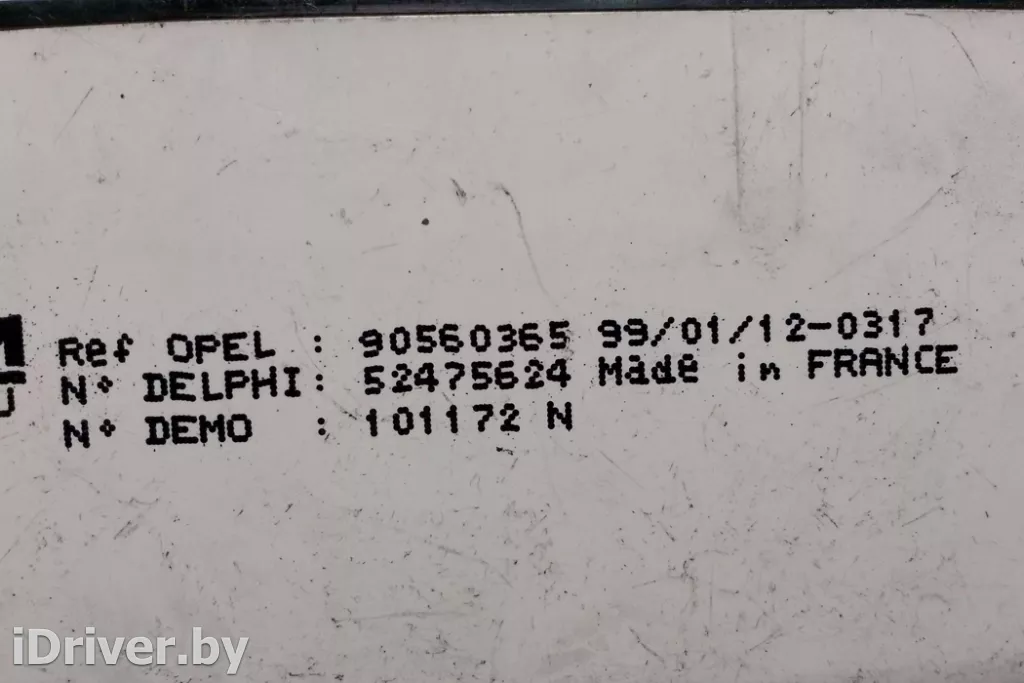 Ref OPEL : 90560365 99/01/12-0317
N° DELPHI: 52475624 Made in FRANCE
N° DEMO : 101172 N
iDriver.by